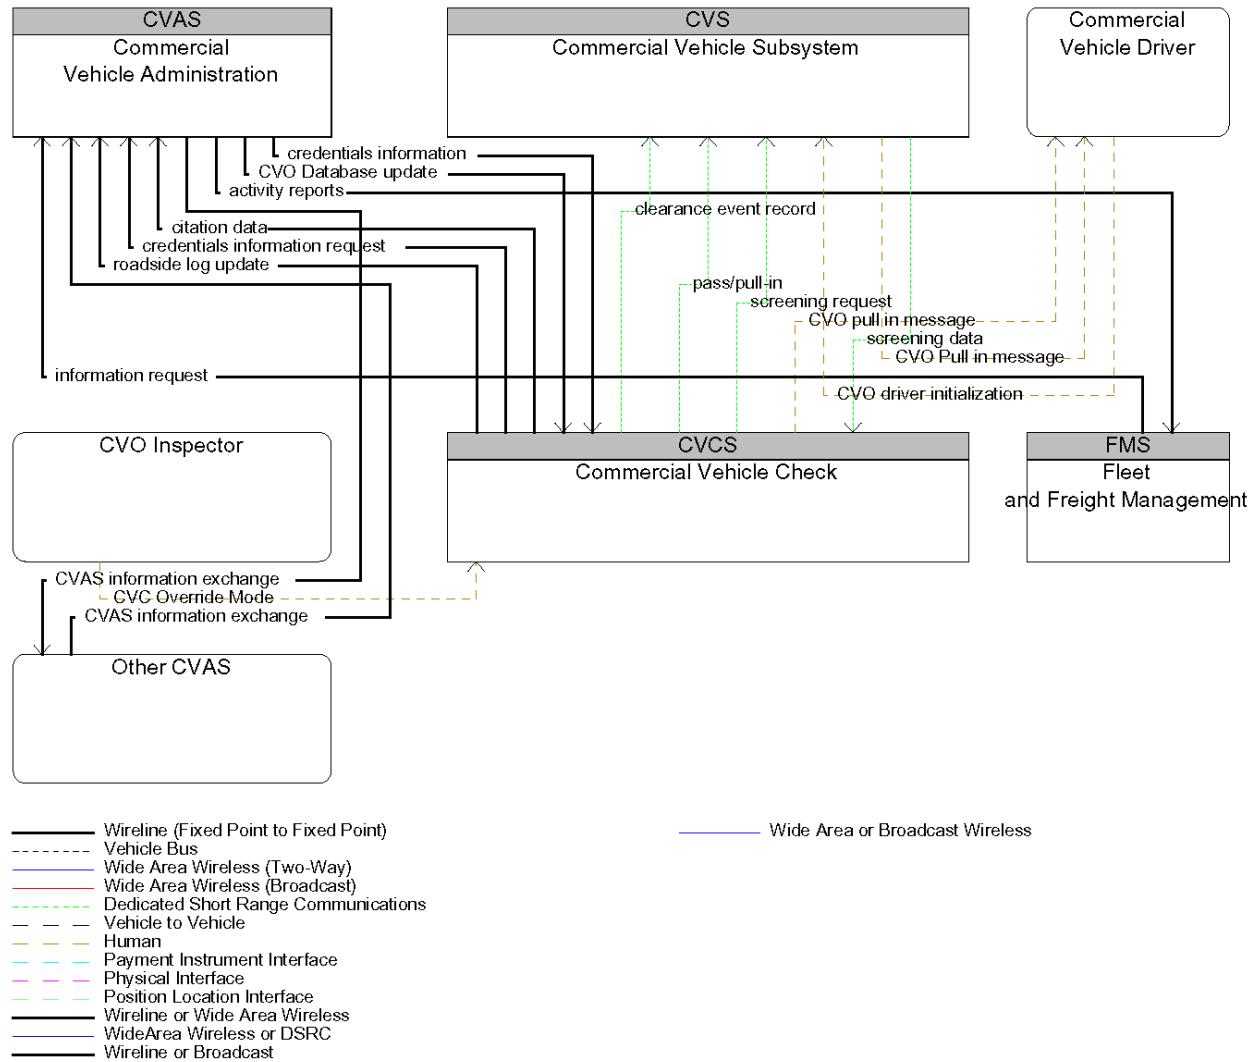 CVAS
Commercial
Vehicle Administration
CVS
Commercial Vehicle Subsystem
Commercial
Vehicle Driver
credentials information
CVO Database update
activity reports
clearance event record
citation data
credentials information request
roadside log update
pass/pull-in
screening request
CVO pull in message
screening data
CVO Pull in message
information request
CVO driver initialization
CVO Inspector
CVCS
Commercial Vehicle Check
FMS
Fleet
and Freight Management
CVAS information exchange
CVC Override Mode
CVAS information exchange
Other CVAS
Wireline (Fixed Point to Fixed Point)
Wide Area or Broadcast Wireless
Vehicle Bus
Wide Area Wireless (Two-Way)
Wide Area Wireless (Broadcast)
Dedicated Short Range Communications
Vehicle to Vehicle
Human
Payment Instrument Interface
Physical Interface
Position Location Interface
Wireline or Wide Area Wireless
WideArea Wireless or DSRC
Wireline or Broadcast